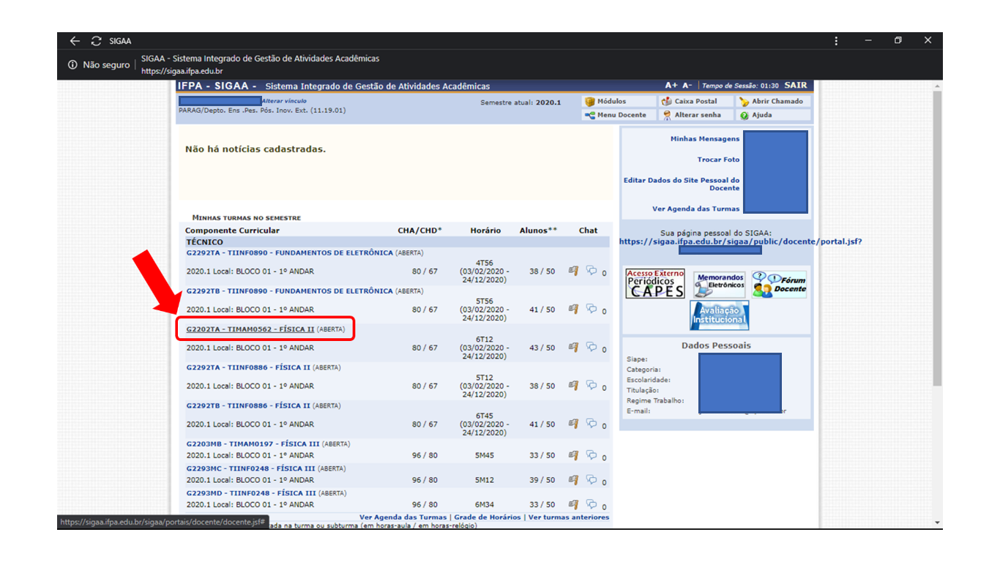 SIGAA
Não seguro
SIGAA - Sistema Integrado de Gestão de Atividades Acadêmicas
https://sigaa.ifpa.edu.br
IFPA - SIGAA - Sistema Integrado de Gestão de Atividades Acadêmicas
A+ A- | Tempo de Sessão: 01:30 SAIR
Alterar vínculo
PARAG/Depto. Ens .Pes. Pós. Inov. Ext. (11.19.01)
Semestre atual: 2020.1
Módulos Caixa Postal Abrir Chamado
Menu Docente Alterar senha Ajuda
Não há notícias cadastradas.
Minhas Mensagens
Trocar Foto
Editar Dados do Site Pessoal do
Docente
Ver Agenda das Turmas
Sua página pessoal do SIGAA:
https://sigaa.ifpa.edu.br/sigaa/public/docente/portal.jsf?
Acesso Externo
Periódicos
CAPES
Memorandos
Eletrônicos
Fórum
Docente
Avaliação
Institucional
Dados Pessoais
Siape:
Categoria:
Escolaridade:
Titulação:
Regime Trabalho:
E-mail:
MINHAS TURMAS NO SEMESTRE
Componente Curricular CHA/CHD* Horário Alunos** Chat
TÉCNICO
G2292TA - TIINF0890 - FUNDAMENTOS DE ELETRÔNICA (ABERTA)
2020.1 Local: BLOCO 01 - 1º ANDAR 80 / 67 4T56 (03/02/2020 - 24/12/2020) 38 / 50 0
G2292TB - TIINF0890 - FUNDAMENTOS DE ELETRÔNICA (ABERTA)
2020.1 Local: BLOCO 01 - 1º ANDAR 80 / 67 5T56 (03/02/2020 - 24/12/2020) 41 / 50 0
G2202TA - TIMAM0562 - FÍSICA II (ABERTA)
2020.1 Local: BLOCO 01 - 1º ANDAR 80 / 67 6T12 (03/02/2020 - 24/12/2020) 43 / 50 0
G2292TA - TIINF0886 - FÍSICA II (ABERTA)
2020.1 Local: BLOCO 01 - 1º ANDAR 80 / 67 5T12 (03/02/2020 - 24/12/2020) 38 / 50 0
G2292TB - TIINF0886 - FÍSICA II (ABERTA)
2020.1 Local: BLOCO 01 - 1º ANDAR 80 / 67 6T45 (03/02/2020 - 24/12/2020) 41 / 50 0
G2203MB - TIMAM0197 - FÍSICA III (ABERTA)
2020.1 Local: BLOCO 01 - 1º ANDAR 96 / 80 5M45 33 / 50 0
G2293MC - TIINF0248 - FÍSICA III (ABERTA)
2020.1 Local: BLOCO 01 - 1º ANDAR 96 / 80 5M12 39 / 50 0
G2293MD - TIINF0248 - FÍSICA III (ABERTA)
2020.1 Local: BLOCO 01 - 1º ANDAR 96 / 80 6M34 33 / 50 0
Ver Agenda das Turmas | Grade de Horários | Ver turmas anteriores
https://sigaa.ifpa.edu.br/sigaa/portais/docente/docente.jsf#
na turma ou subturma (em horas-aula / em horas-relógio)